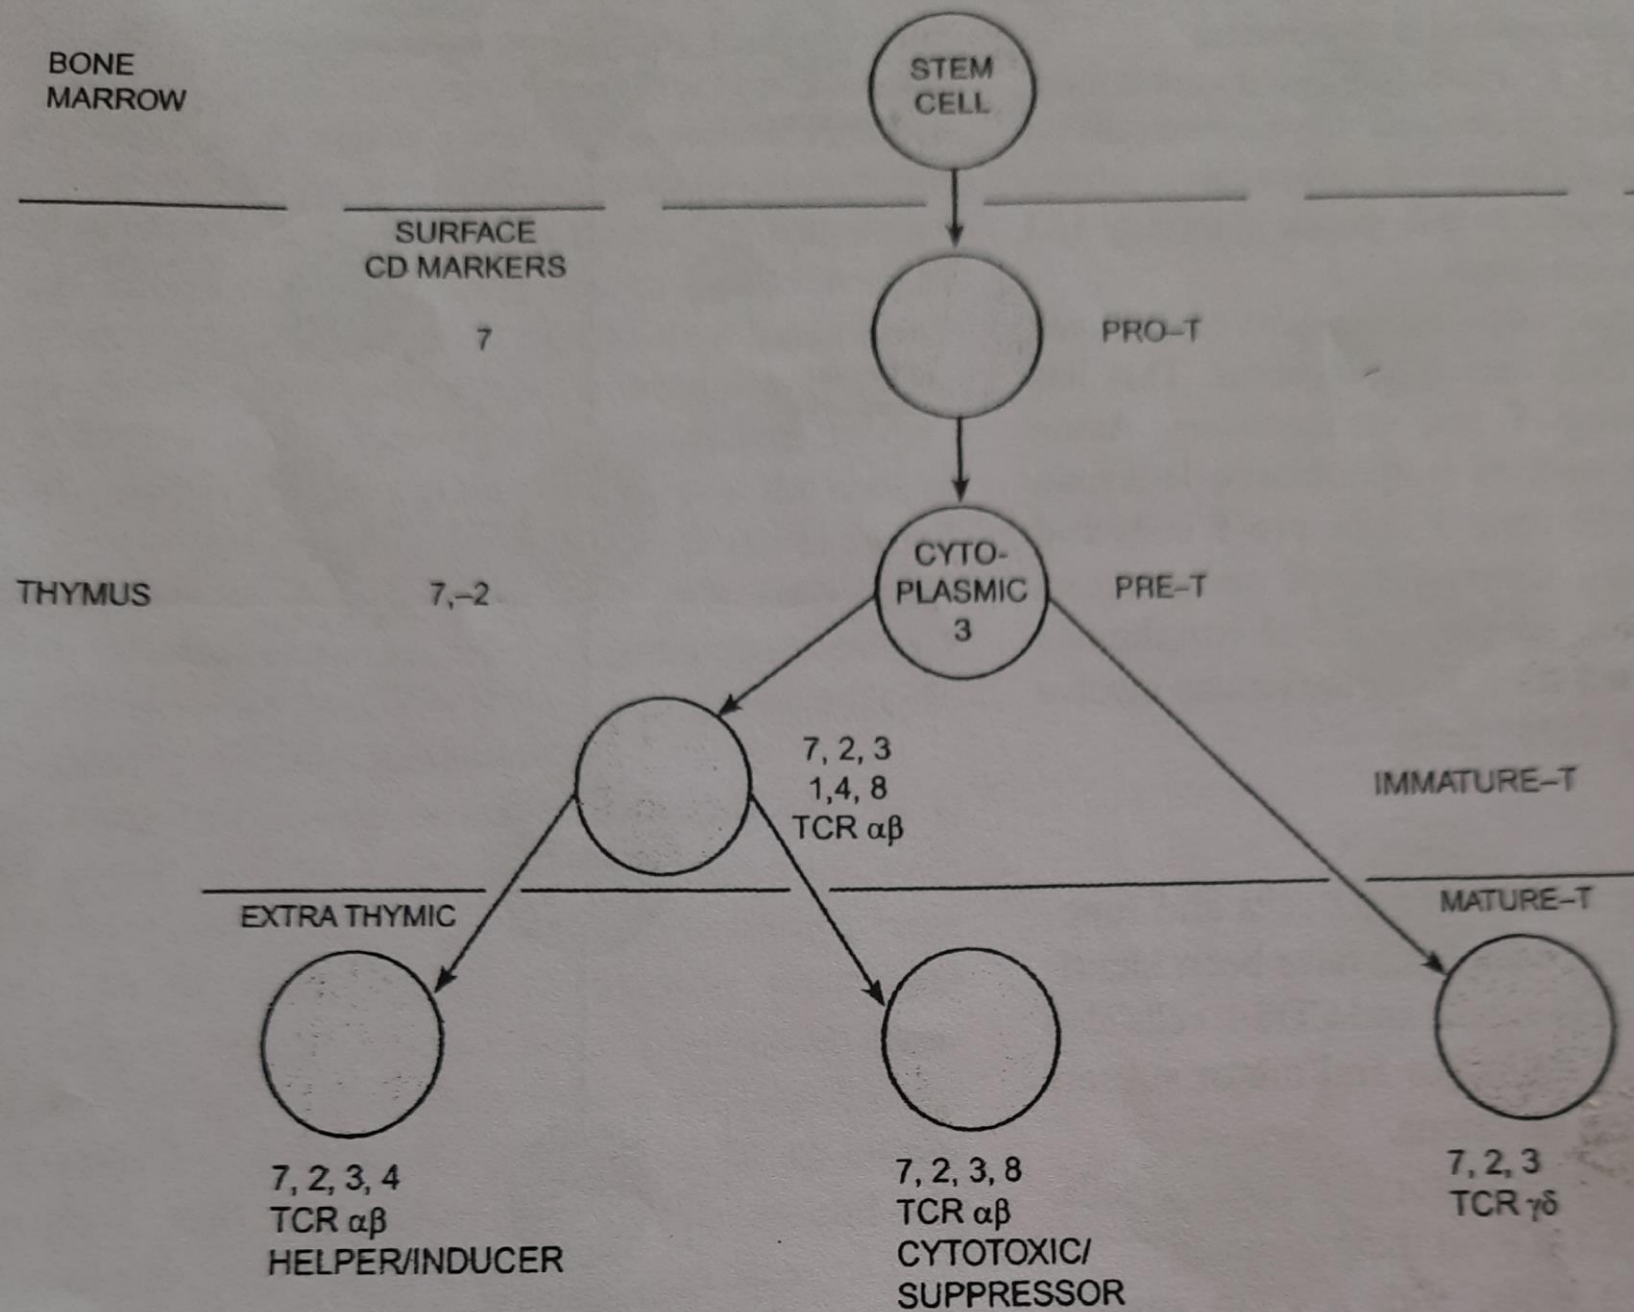 BONE
MARROW
STEM
CELL
SURFACE
CD MARKERS
7
PRO–T
THYMUS
7,–2
CYTO-
PLASMIC
3
PRE–T
7, 2, 3
1,4, 8
TCR αβ
IMMATURE–T
EXTRA THYMIC
MATURE–T
7, 2, 3, 4
TCR αβ
HELPER/INDUCER
7, 2, 3, 8
TCR αβ
CYTOTOXIC/
SUPPRESSOR
7, 2, 3
TCR γδ